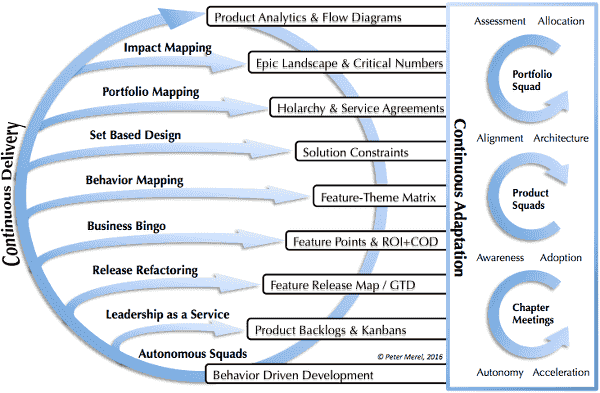 Product Analytics & Flow Diagrams
Impact Mapping
Epic Landscape & Critical Numbers
Portfolio Mapping
Holarchy & Service Agreements
Set Based Design
Solution Constraints
Behavior Mapping
Feature-Theme Matrix
Business Bingo
Feature Points & ROI+COD
Release Refactoring
Feature Release Map / GTD
Leadership as a Service
Product Backlogs & Kanbans
Autonomous Squads
© Peter Merel, 2016
Behavior Driven Development
Continuous Delivery
Continuous Adaptation
Assessment Allocation
Portfolio
Squad
Alignment Architecture
Product
Squads
Awareness Adoption
Chapter
Meetings
Autonomy Acceleration